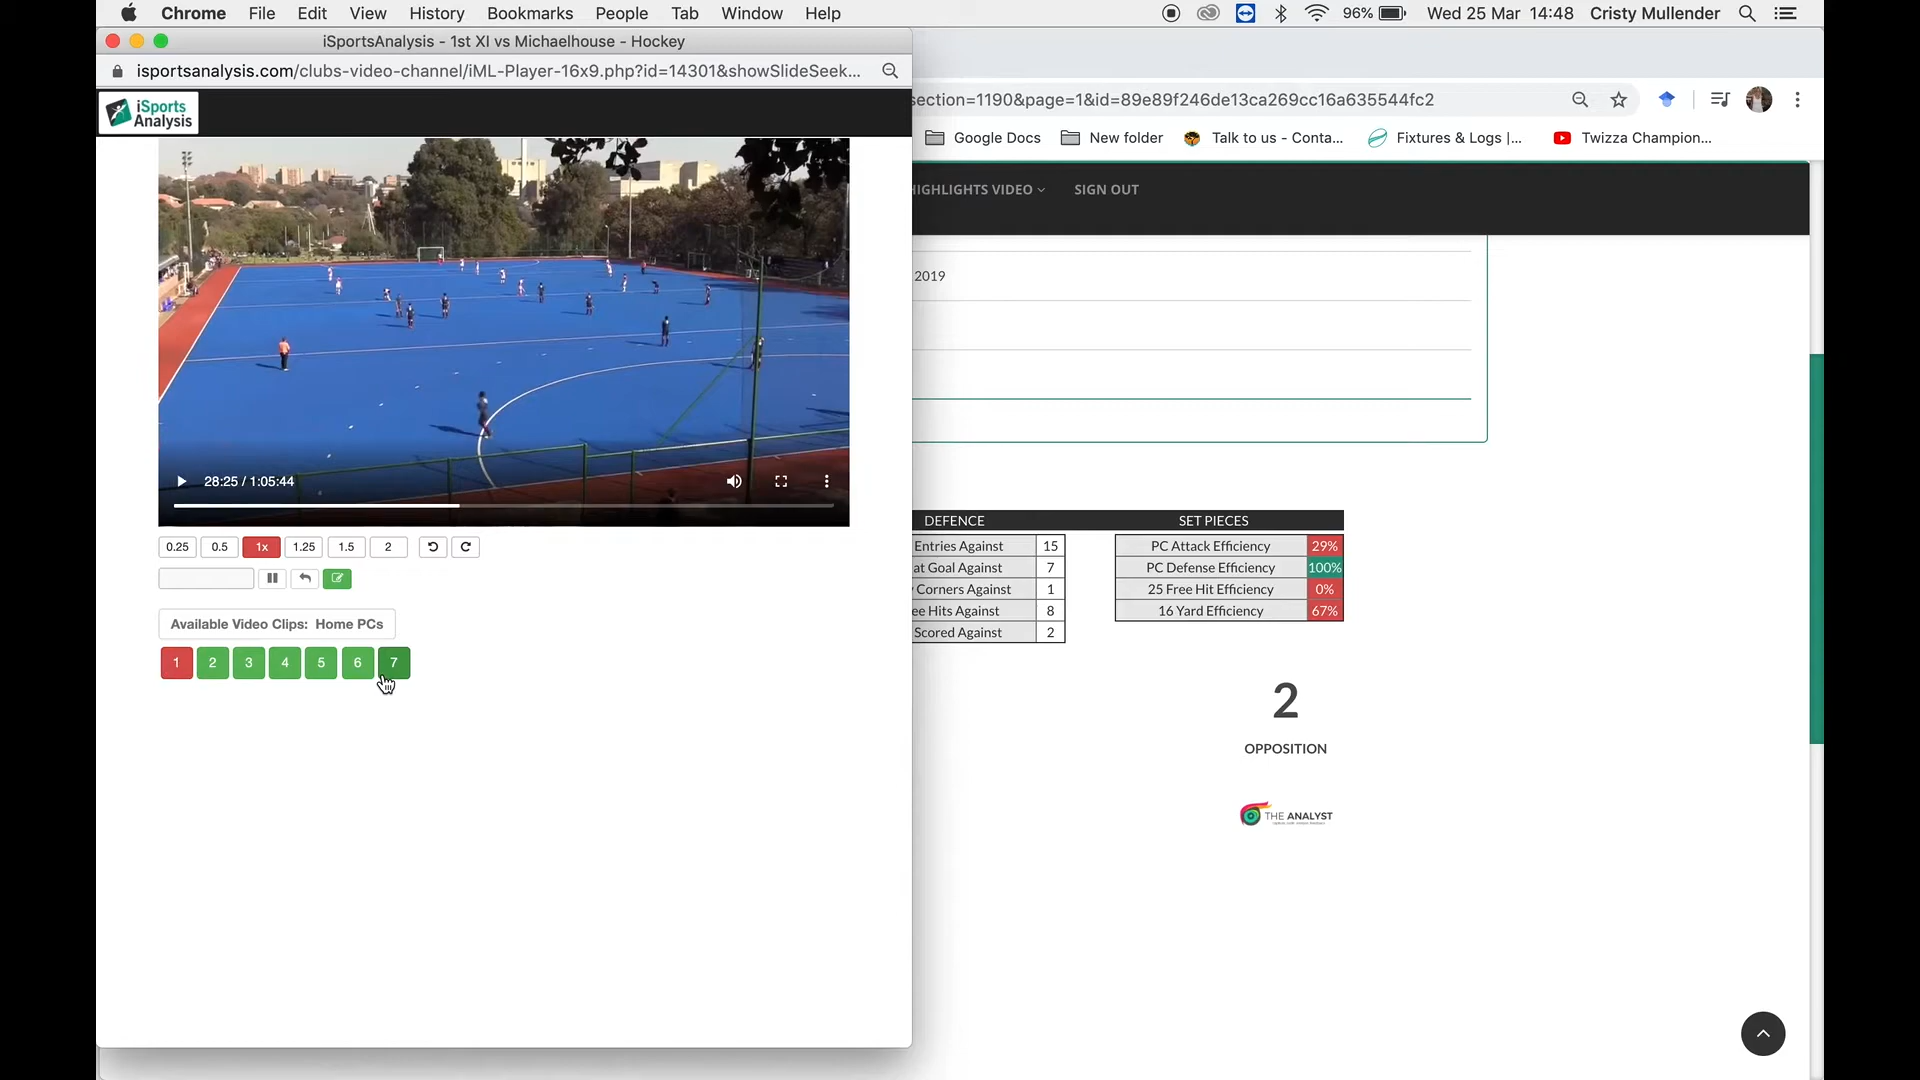 Chrome File Edit View History Bookmarks People Tab Window Help
96% Wed 25 Mar 14:48 Cristy Mullender
iSportsAnalysis - 1st XI vs Michaelhouse - Hockey
isportsanalysis.com/clubs-video-channel/iML-Player-16x9.php?id=14301&showSlideSeek...
iSports
Analysis
28:25 / 1:05:44
0.25 0.5 1x 1.25 1.5 2
Available Video Clips: Home PCs
1 2 3 4 5 6 7
section=1190&page=1&id=89e89f246de13ca269cc16a635544fc2
Google Docs New folder Talk to us - Conta... Fixtures & Logs |... Twizza Champion...
HIGHLIGHTS VIDEO SIGN OUT
2019
DEFENCE
Entries Against 15
at Goal Against 7
Corners Against 1
ee Hits Against 8
Scored Against 2
SET PIECES
PC Attack Efficiency 29%
PC Defense Efficiency 100%
25 Free Hit Efficiency 0%
16 Yard Efficiency 67%
2
OPPOSITION
THE ANALYST